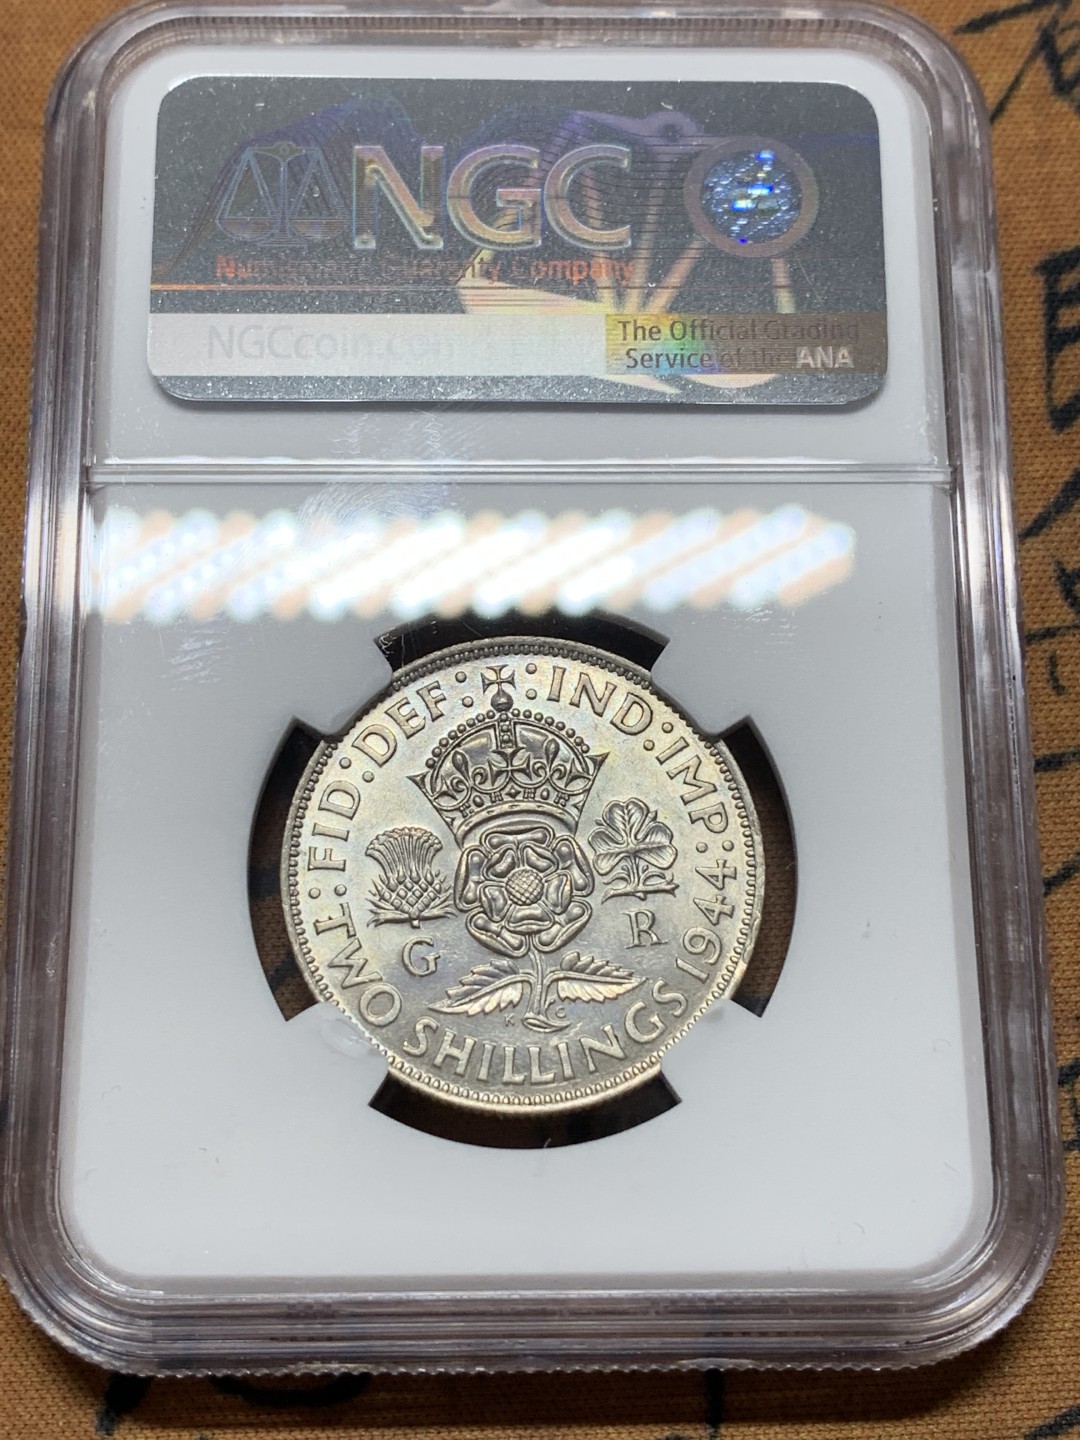 NGC
Numismatic Guaranty Company
NGCcoin.com
The Official Grading
Service of the ANA
FID:DEF: :IND:IMP: 1944
G R
K G
TWO SHILLINGS